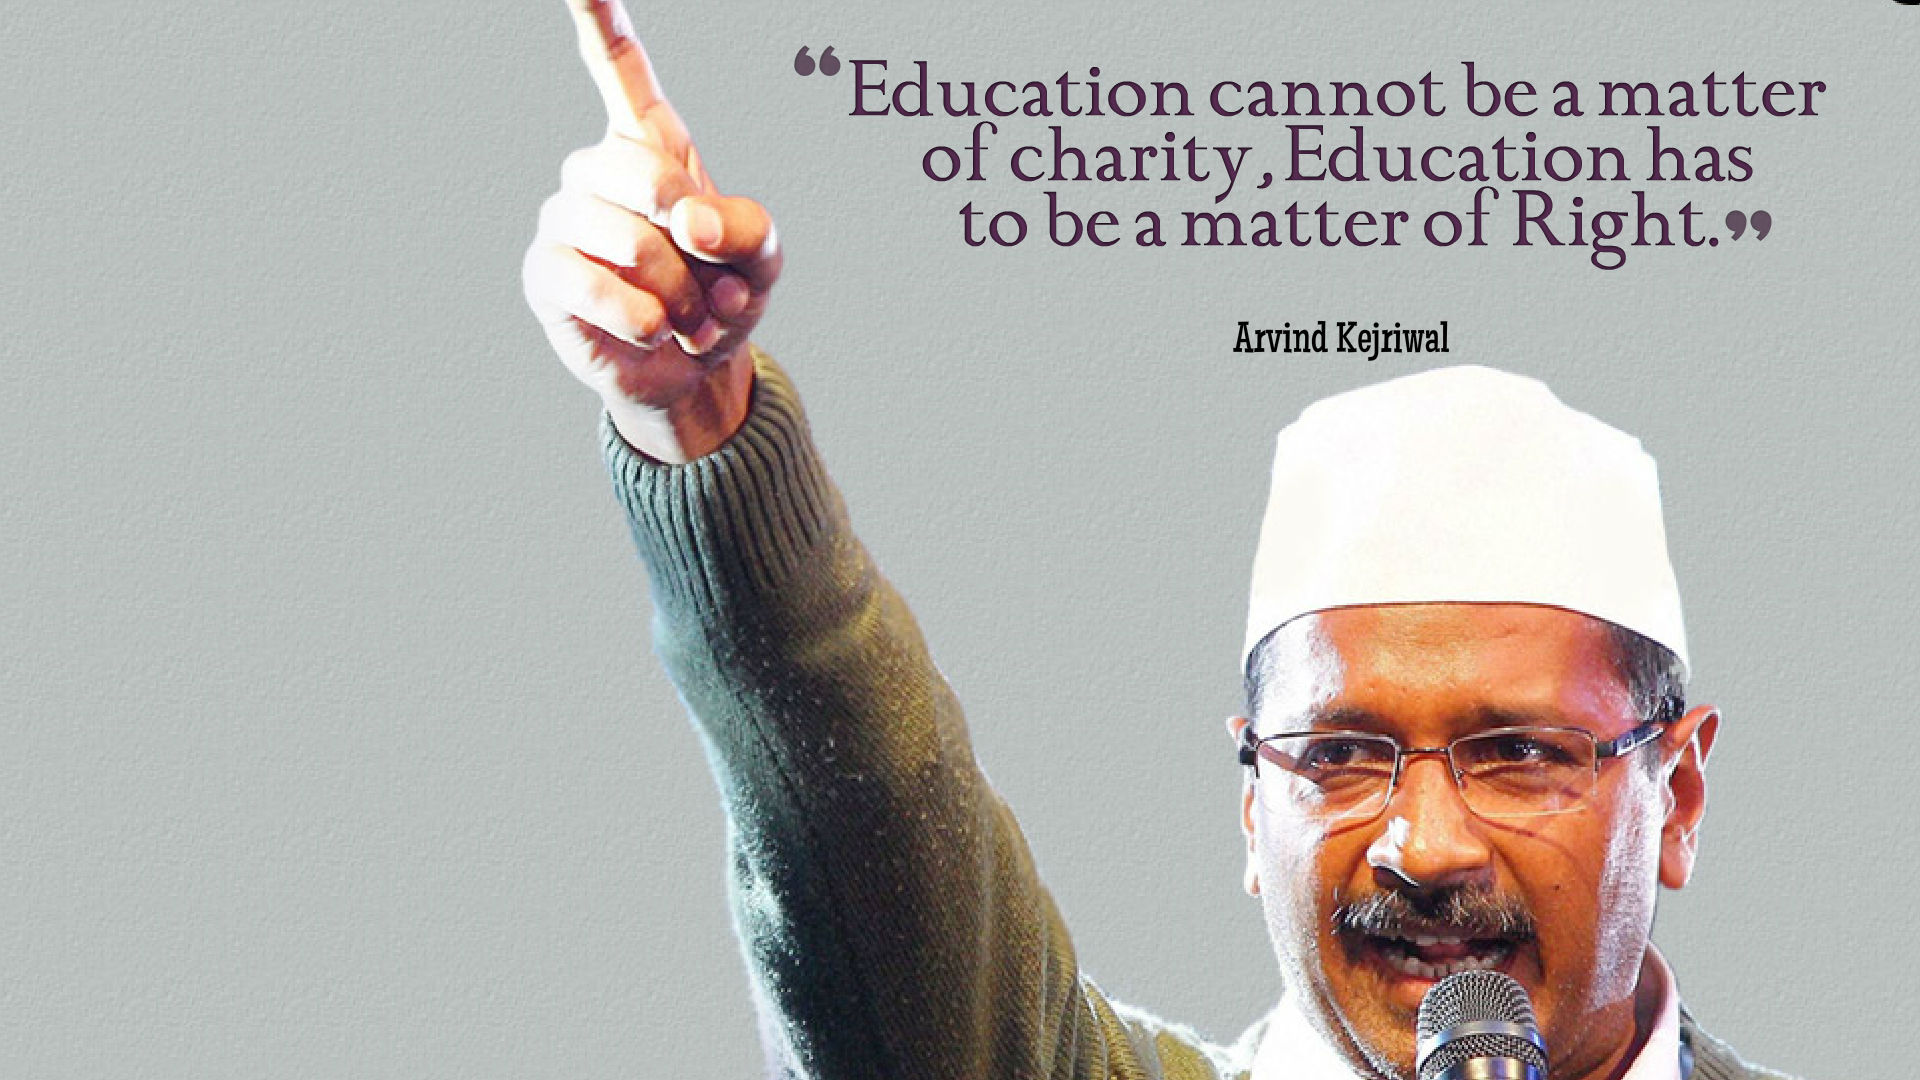 “Education cannot be a matter
of charity, Education has
to be a matter of Right.”
Arvind Kejriwal